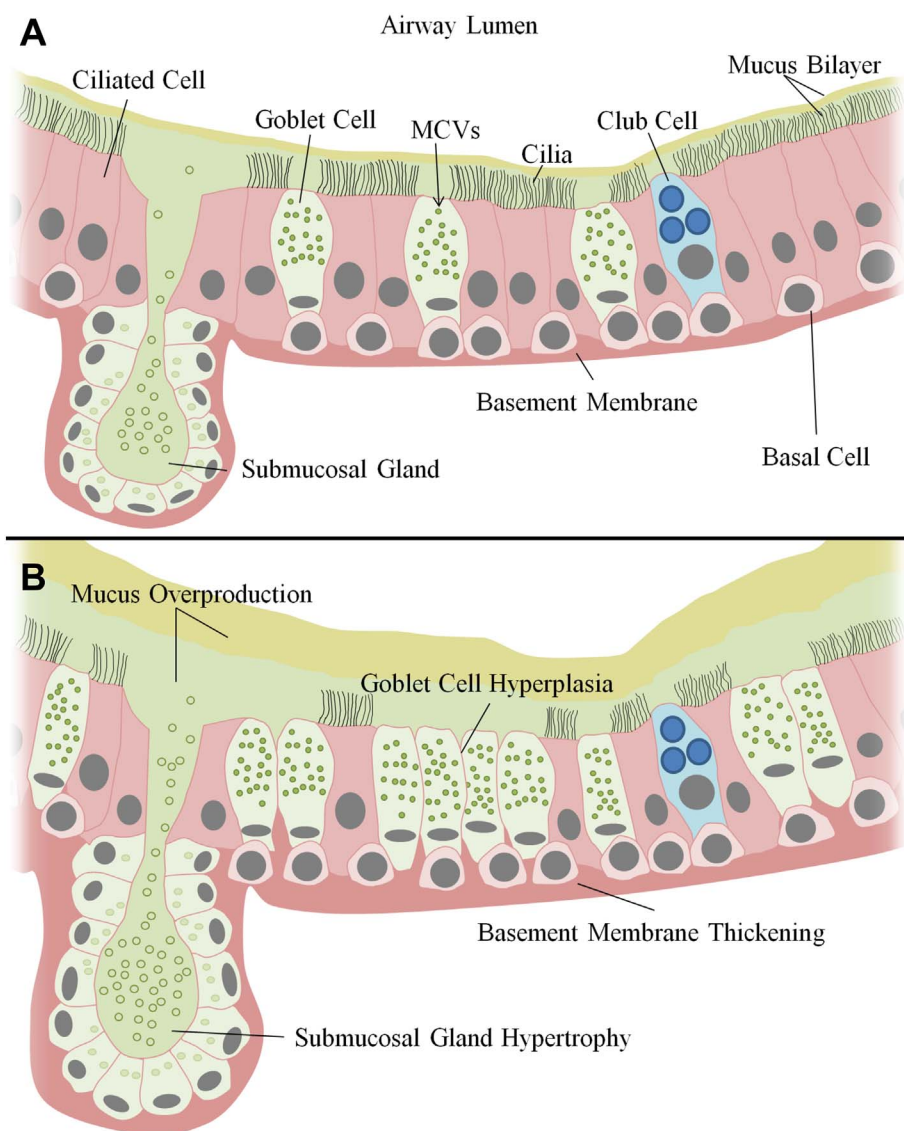 A
Airway Lumen
Ciliated Cell
Mucus Bilayer
Goblet Cell
MCVs
Club Cell
Cilia
Basement Membrane
Basal Cell
Submucosal Gland
B
Mucus Overproduction
Goblet Cell Hyperplasia
Basement Membrane Thickening
Submucosal Gland Hypertrophy